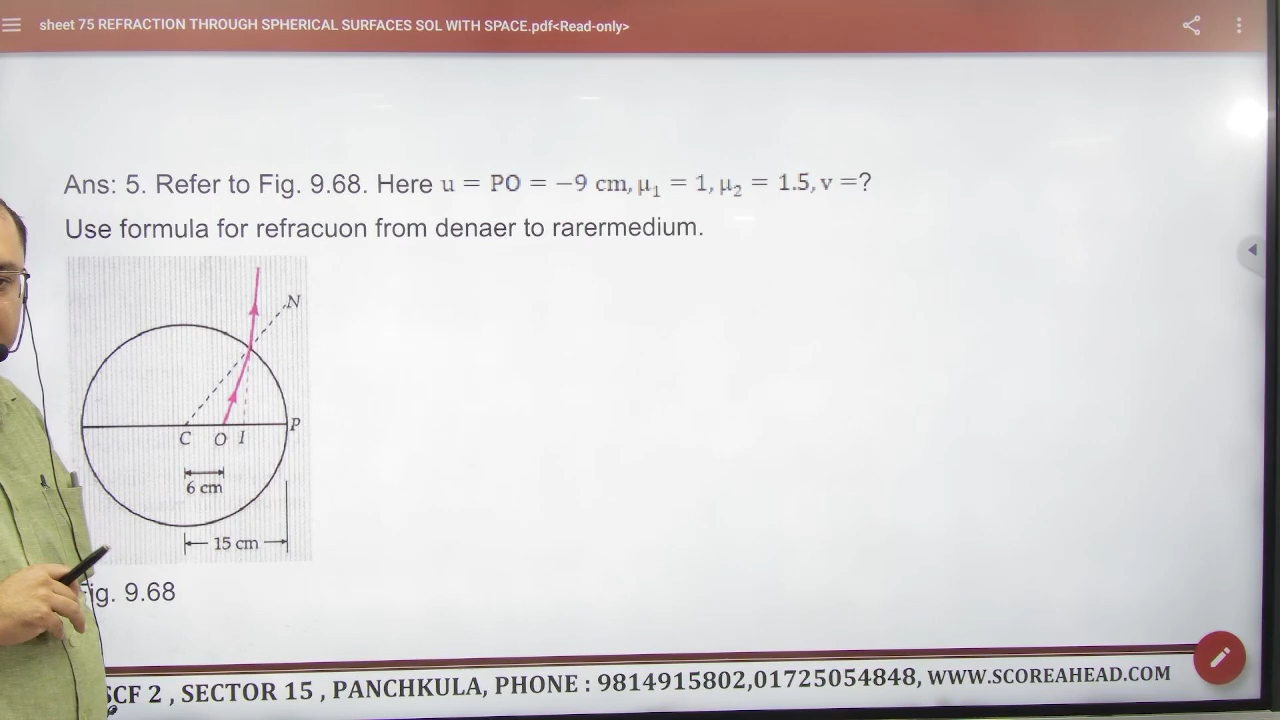 sheet 75 REFRACTION THROUGH SPHERICAL SURFACES SOL WITH SPACE.pdf<Read-only>
Ans: 5. Refer to Fig. 9.68. Here u = PO = −9 cm, μ₁ = 1, μ₂ = 1.5, v =?
Use formula for refracuon from denaer to rarermedium.
N
C O I P
6 cm
15 cm
Fig. 9.68
SCF 2 , SECTOR 15 , PANCHKULA, PHONE : 9814915802,01725054848, WWW.SCOREAHEAD.COM